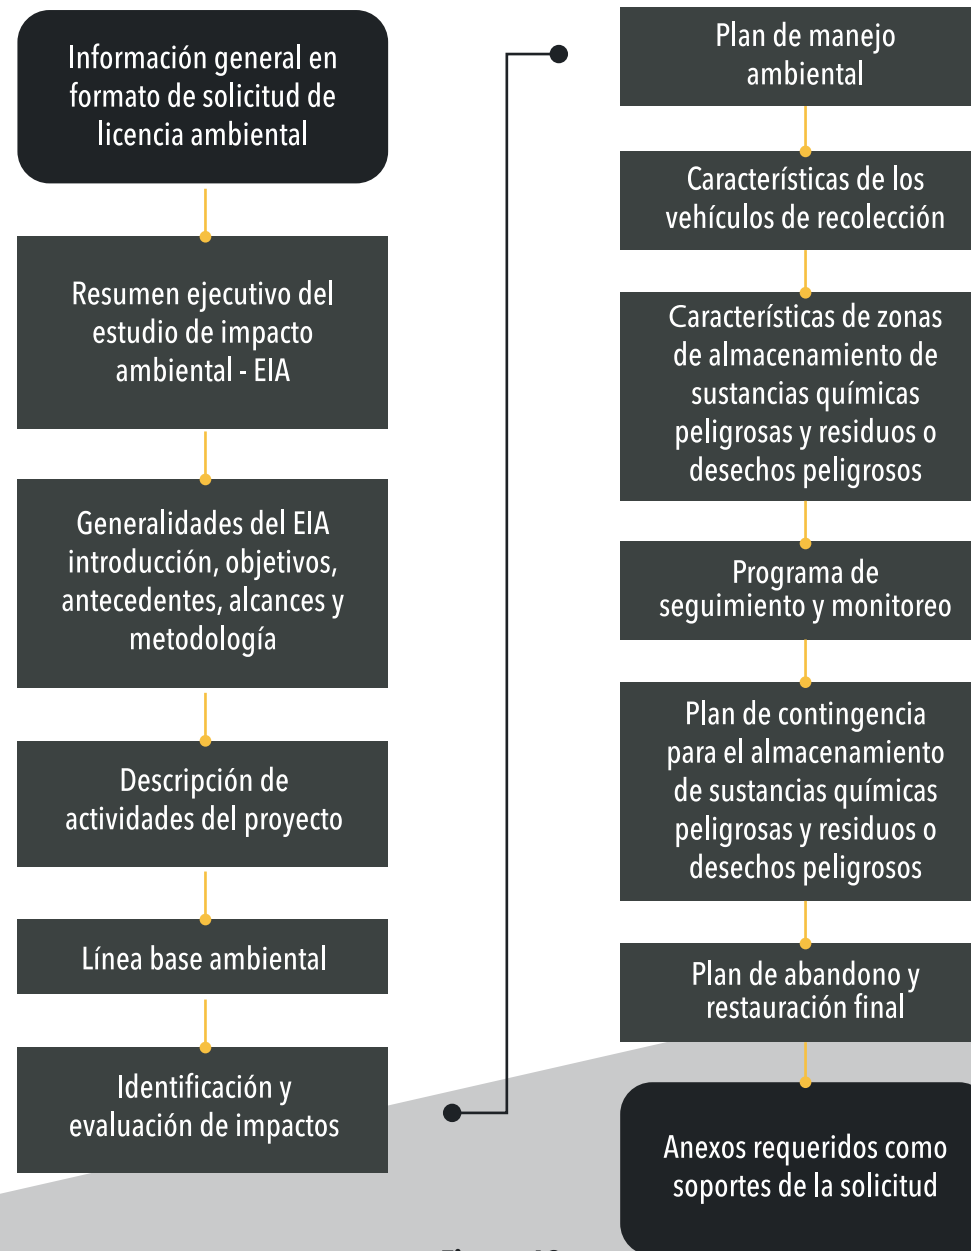 Información general en
formato de solicitud de
licencia ambiental
Resumen ejecutivo del
estudio de impacto
ambiental - EIA
Generalidades del EIA
introducción, objetivos,
antecedentes, alcances y
metodología
Descripción de
actividades del proyecto
Línea base ambiental
Identificación y
evaluación de impactos
Plan de manejo
ambiental
Características de los
vehículos de recolección
Características de zonas
de almacenamiento de
sustancias químicas
peligrosas y residuos o
desechos peligrosos
Programa de
seguimiento y monitoreo
Plan de contingencia
para el almacenamiento
de sustancias químicas
peligrosas y residuos o
desechos peligrosos
Plan de abandono y
restauración final
Anexos requeridos como
soportes de la solicitud